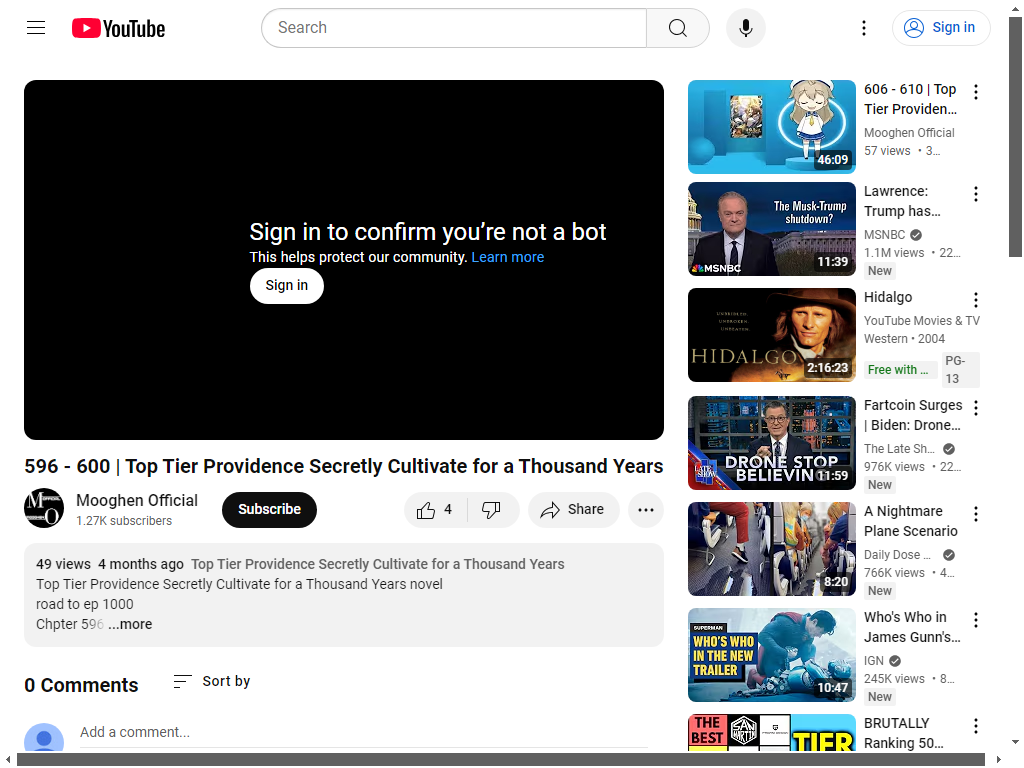 YouTube
Search
Sign in
Sign in to confirm you’re not a bot
This helps protect our community. Learn more
Sign in
596 - 600 | Top Tier Providence Secretly Cultivate for a Thousand Years
Mooghen Official
1.27K subscribers
Subscribe
4
Share
49 views 4 months ago Top Tier Providence Secretly Cultivate for a Thousand Years
Top Tier Providence Secretly Cultivate for a Thousand Years novel
road to ep 1000
Chpter 596 ...more
0 Comments
Sort by
Add a comment...
46:09
606 - 610 | Top
Tier Providen…
Mooghen Official
57 views • 3…
The Musk-Trump
shutdown?
MSNBC
11:39
Lawrence:
Trump has…
MSNBC
1.1M views • 22…
New
UNBRIDLED.
UNBROKEN.
UNBEATEN.
HIDALGO
2:16:23
Hidalgo
YouTube Movies & TV
Western • 2004
Free with …
PG-
13
LATE SHOW
DRONE STOP
BELIEVIN
11:59
Fartcoin Surges
| Biden: Drone…
The Late Sh…
976K views • 22…
New
8:20
A Nightmare
Plane Scenario
Daily Dose …
766K views • 4…
New
SUPERMAN
WHO'S WHO
IN THE NEW
TRAILER
10:47
Who's Who in
James Gunn's…
IGN
245K views • 8…
New
THE
BEST
SAN
MARTIN
TIER
BRUTALLY
Ranking 50…